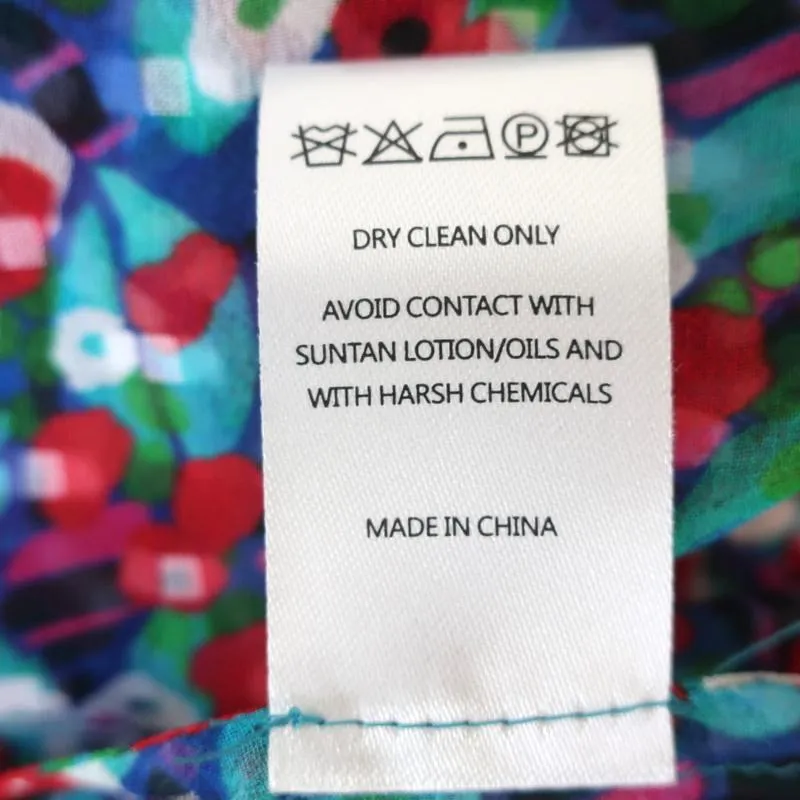 P
DRY CLEAN ONLY
AVOID CONTACT WITH
SUNTAN LOTION/OILS AND
WITH HARSH CHEMICALS
MADE IN CHINA